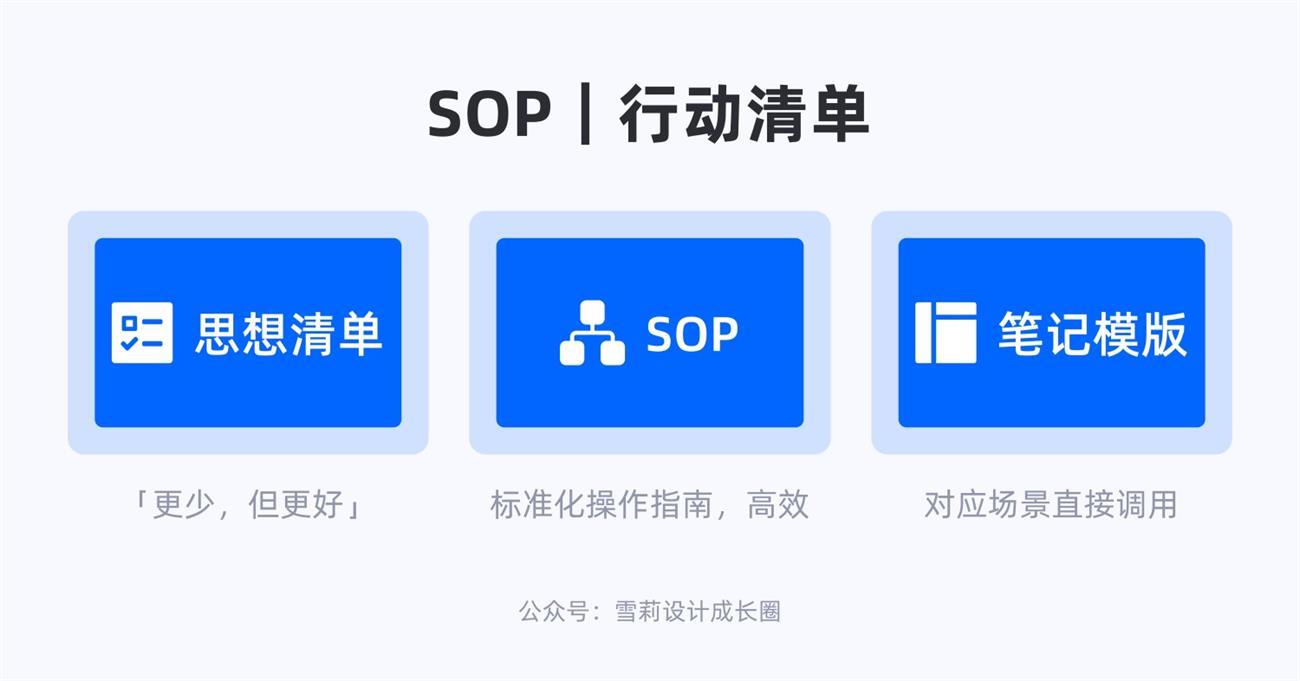 SOP｜行动清单
思想清单
SOP
笔记模版
「更少，但更好」
标准化操作指南，高效
对应场景直接调用
公众号：雪莉设计成长圈